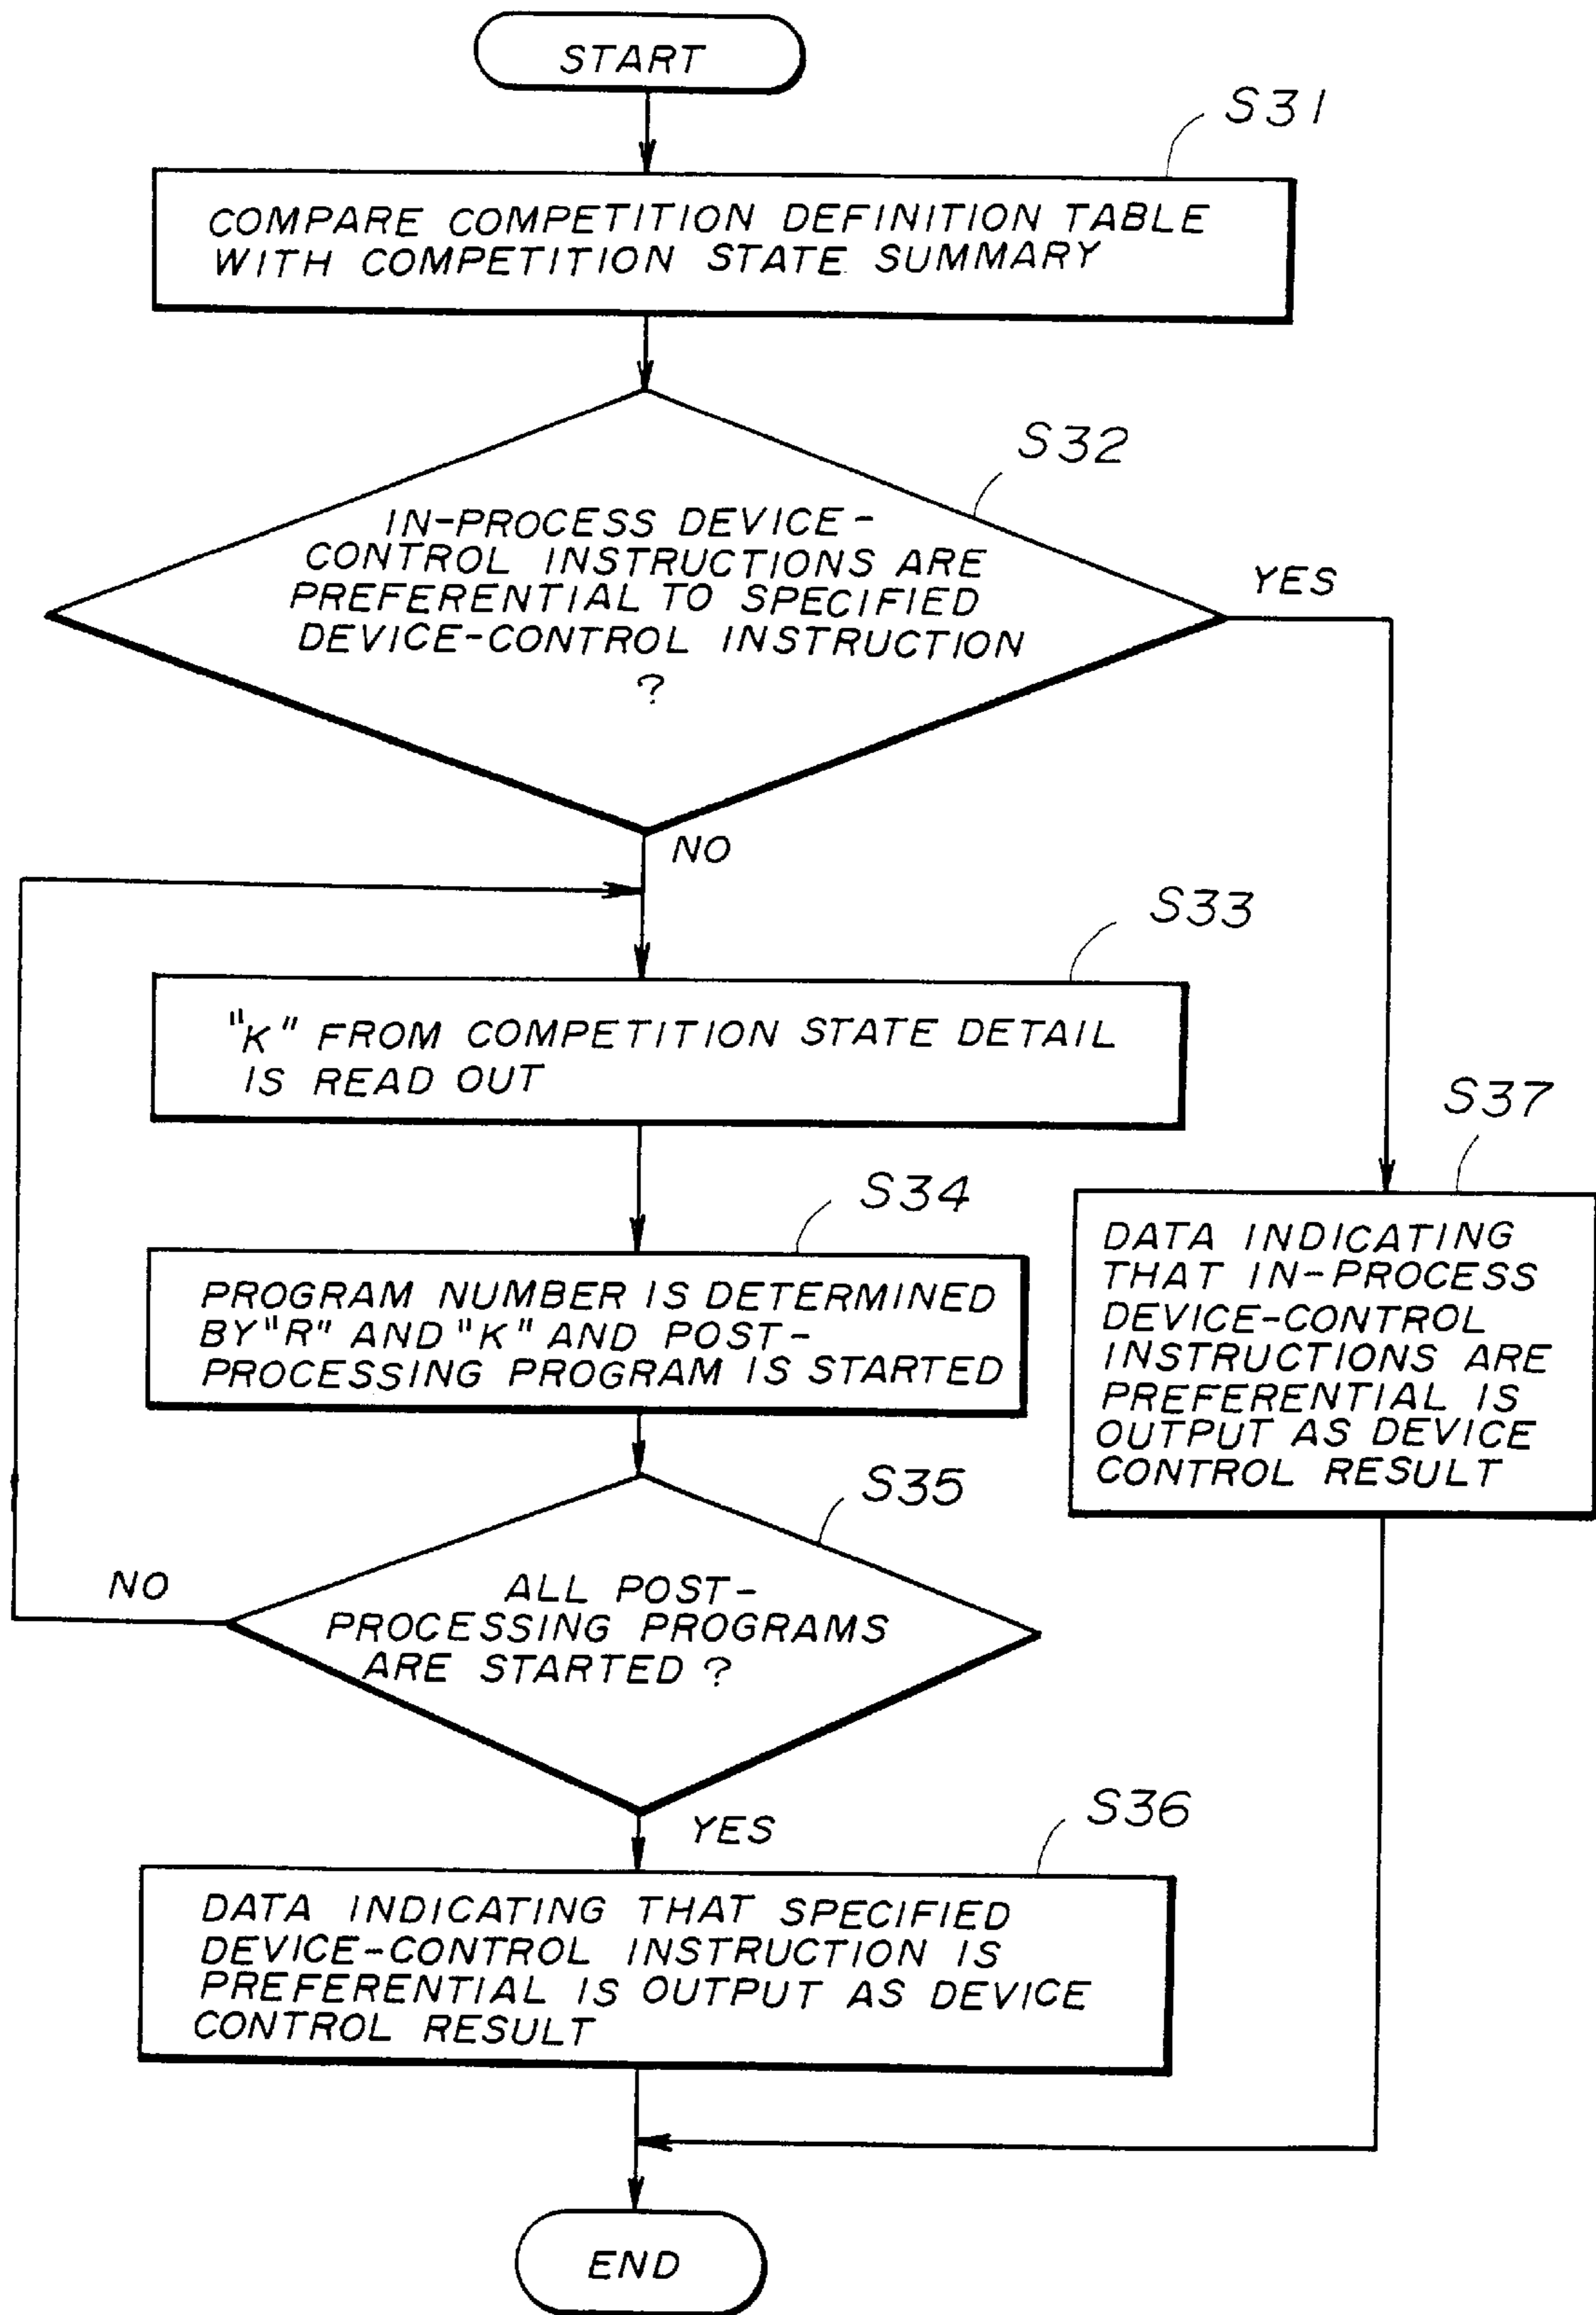 START
S31
COMPARE COMPETITION DEFINITION TABLE
WITH COMPETITION STATE SUMMARY
S32
IN-PROCESS DEVICE-
CONTROL INSTRUCTIONS ARE
PREFERENTIAL TO SPECIFIED
DEVICE-CONTROL INSTRUCTION
?
YES
NO
S33
"K" FROM COMPETITION STATE DETAIL
IS READ OUT
S37
DATA INDICATING
THAT IN-PROCESS
DEVICE-CONTROL
INSTRUCTIONS ARE
PREFERENTIAL IS
OUTPUT AS DEVICE
CONTROL RESULT
S34
PROGRAM NUMBER IS DETERMINED
BY "R" AND "K" AND POST-
PROCESSING PROGRAM IS STARTED
S35
NO
ALL POST-
PROCESSING PROGRAMS
ARE STARTED ?
YES
S36
DATA INDICATING THAT SPECIFIED
DEVICE-CONTROL INSTRUCTION IS
PREFERENTIAL IS OUTPUT AS DEVICE
CONTROL RESULT
END